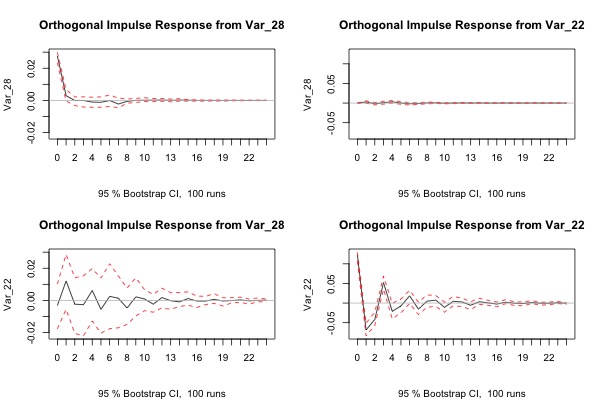 Orthogonal Impulse Response from Var_28
Var_28
0.02
0.00
-0.02
0 2 4 6 8 10 13 16 19 22
95 % Bootstrap CI, 100 runs
Orthogonal Impulse Response from Var_22
Var_28
0.05
-0.05
0 2 4 6 8 10 13 16 19 22
95 % Bootstrap CI, 100 runs
Orthogonal Impulse Response from Var_28
Var_22
0.02
0.00
-0.02
0 2 4 6 8 10 13 16 19 22
95 % Bootstrap CI, 100 runs
Orthogonal Impulse Response from Var_22
Var_22
0.05
-0.05
0 2 4 6 8 10 13 16 19 22
95 % Bootstrap CI, 100 runs